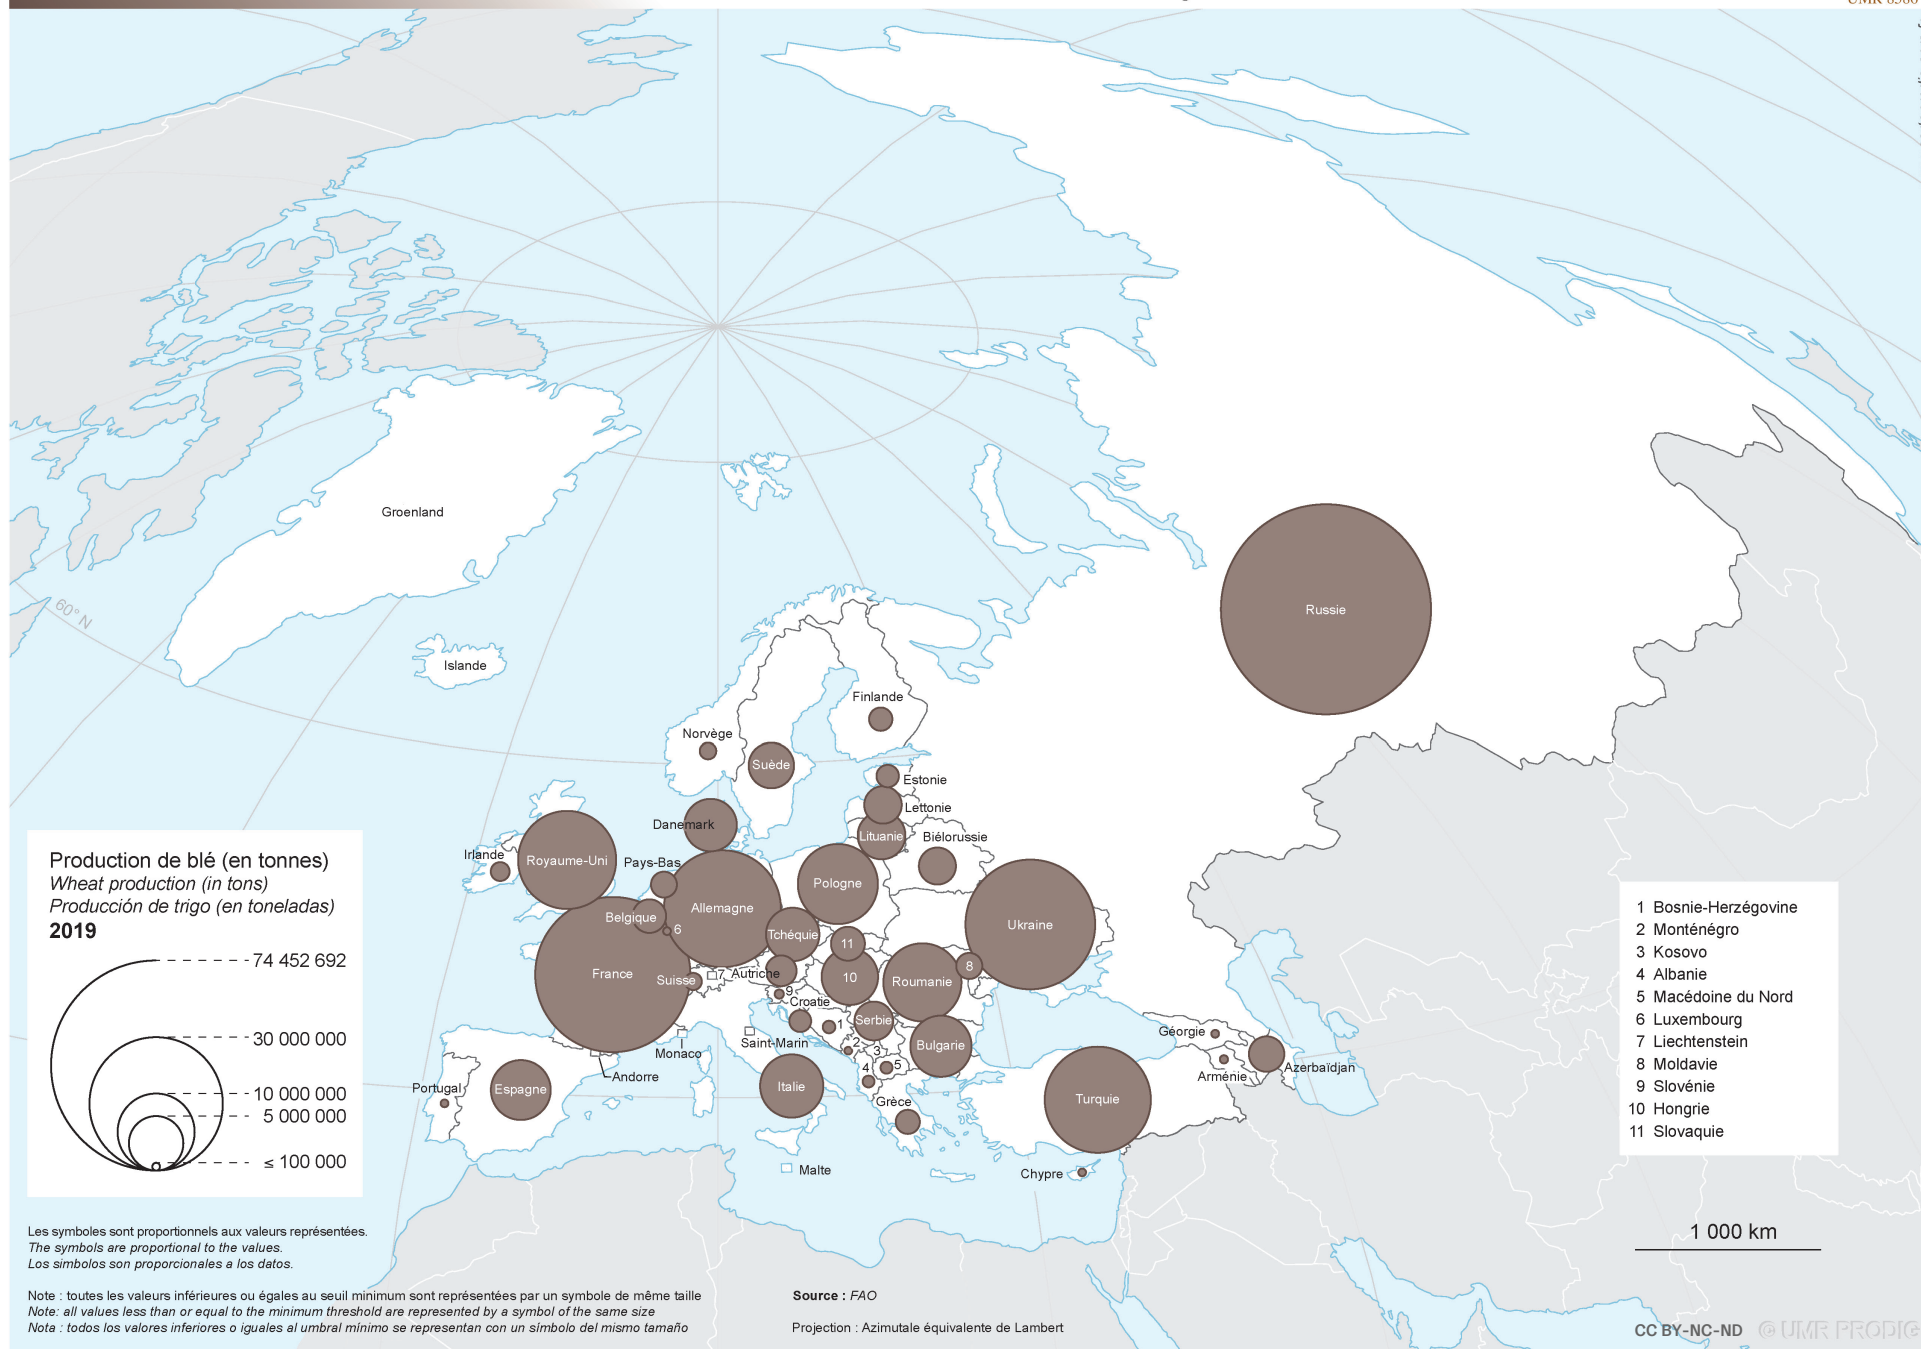 60° N
Groenland
Islande
Russie
Finlande
Norvège
Suède
Estonie
Lettonie
Danemark
Lituanie
Biélorussie
Irlande
Royaume-Uni
Pays-Bas
Pologne
Allemagne
Belgique
Ukraine
6
Tchéquie
11
France
Suisse
7
Autriche
10
Roumanie
8
9
Croatie
Serbie
1
Saint-Marin
Monaco
2
3
Bulgarie
Géorgie
Azerbaïdjan
Arménie
Andorre
4
5
Portugal
Espagne
Italie
Grèce
Turquie
Malte
Chypre
Production de blé (en tonnes)
Wheat production (in tons)
Producción de trigo (en toneladas)
2019
74 452 692
30 000 000
10 000 000
5 000 000
≤ 100 000
Les symboles sont proportionnels aux valeurs représentées.
The symbols are proportional to the values.
Los simbolos son proporcionales a los datos.
Note : toutes les valeurs inférieures ou égales au seuil minimum sont représentées par un symbole de même taille
Note: all values less than or equal to the minimum threshold are represented by a symbol of the same size
Nota : todos los valores inferiores o iguales al umbral mínimo se representan con un símbolo del mismo tamaño
Source : FAO
Projection : Azimutale équivalente de Lambert
1 Bosnie-Herzégovine
2 Monténégro
3 Kosovo
4 Albanie
5 Macédoine du Nord
6 Luxembourg
7 Liechtenstein
8 Moldavie
9 Slovénie
10 Hongrie
11 Slovaquie
1 000 km
CC BY-NC-ND © UMR PRODIG